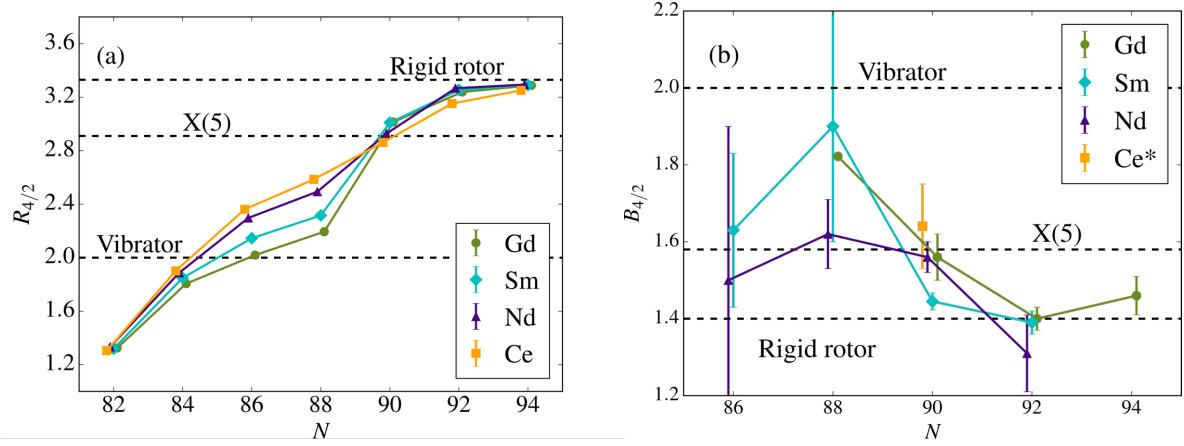 (a)
3.6
3.2
2.8
2.4
2.0
1.6
1.2
R4/2
Rigid rotor
X(5)
Vibrator
Gd
Sm
Nd
Ce
82 84 86 88 90 92 94
N
(b)
2.2
2.0
1.8
1.6
1.4
1.2
B4/2
Vibrator
X(5)
Rigid rotor
Gd
Sm
Nd
Ce*
86 88 90 92 94
N